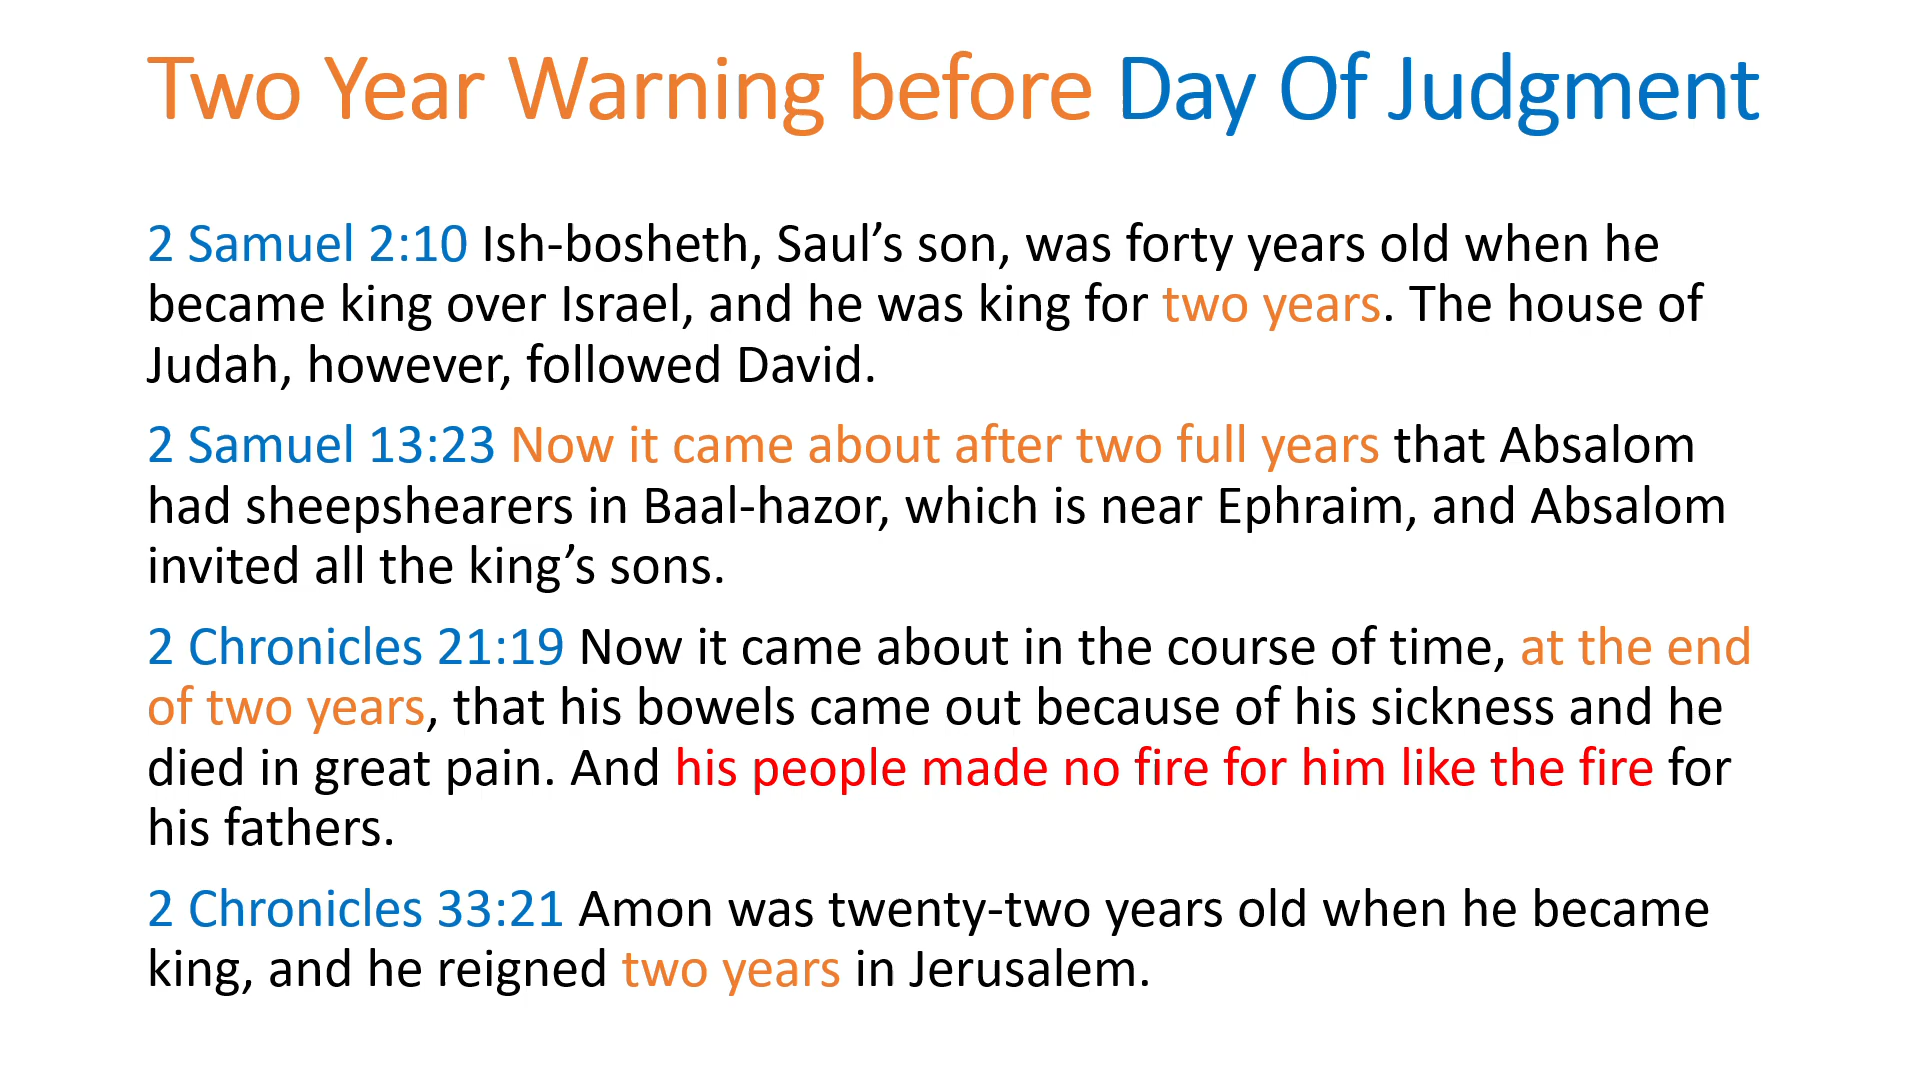 Two Year Warning before Day Of Judgment
2 Samuel 2:10 Ish-bosheth, Saul’s son, was forty years old when he
became king over Israel, and he was king for two years. The house of
Judah, however, followed David.
2 Samuel 13:23 Now it came about after two full years that Absalom
had sheepshearers in Baal-hazor, which is near Ephraim, and Absalom
invited all the king’s sons.
2 Chronicles 21:19 Now it came about in the course of time, at the end
of two years, that his bowels came out because of his sickness and he
died in great pain. And his people made no fire for him like the fire for
his fathers.
2 Chronicles 33:21 Amon was twenty-two years old when he became
king, and he reigned two years in Jerusalem.